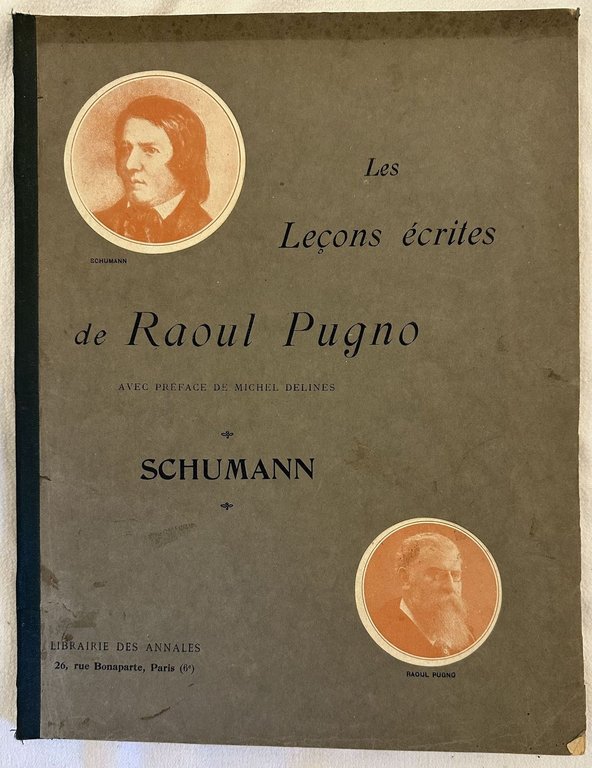 SCHUMANN
Les
Leçons écrites
de Raoul Pugno
AVEC PRÉFACE DE MICHEL DELINES
SCHUMANN
LIBRAIRIE DES ANNALES
26, rue Bonaparte, Paris (6e)
RAOUL PUGNO